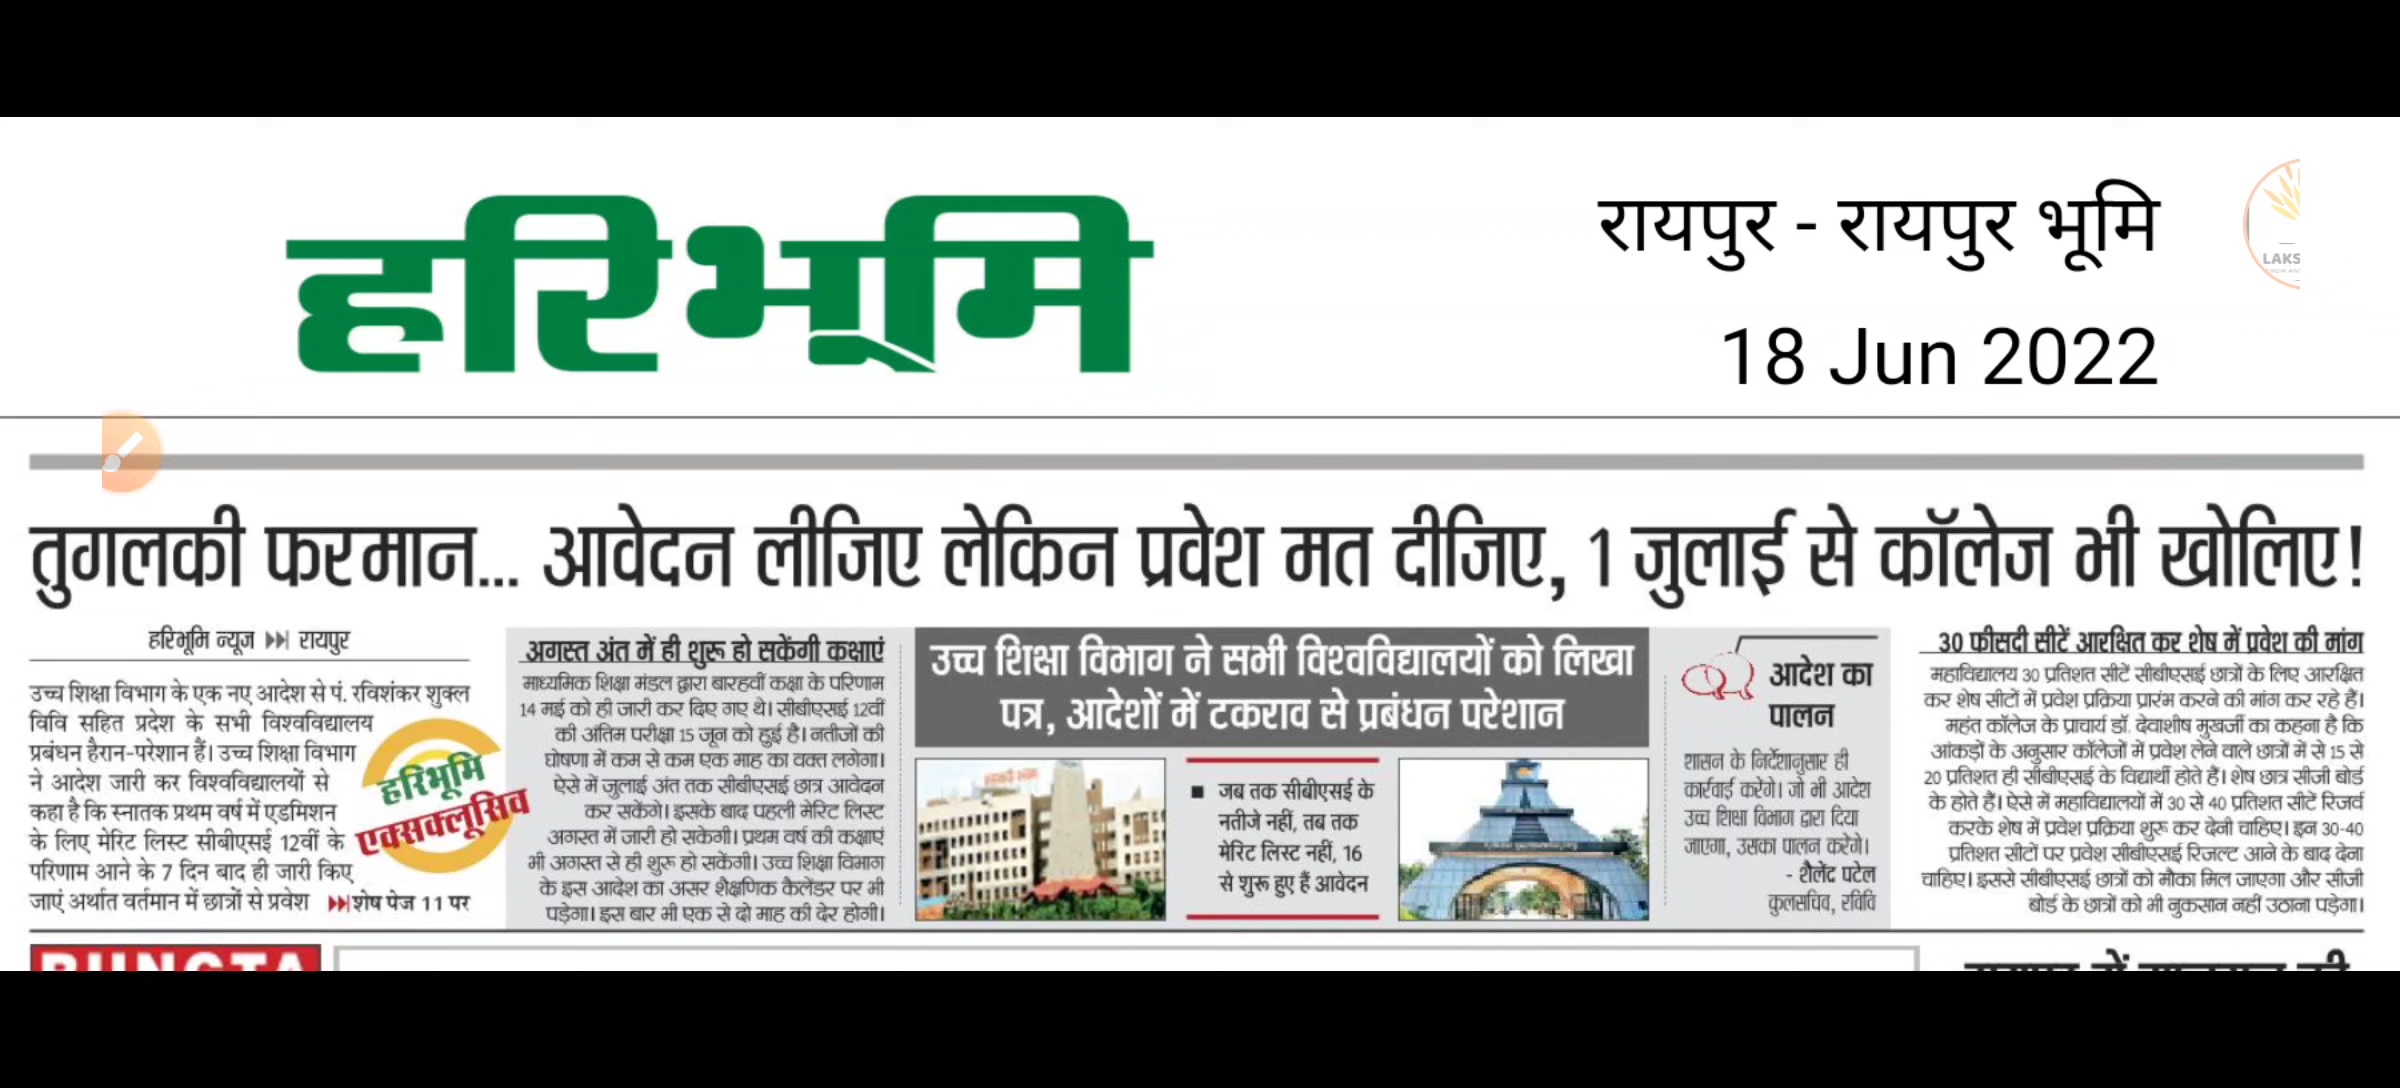 हरिभूमि
रायपुर - रायपुर भूमि
18 Jun 2022
LAKS
तुगलकी फरमान... आवेदन लीजिए लेकिन प्रवेश मत दीजिए, 1 जुलाई से कॉलेज भी खोलिए!
हरिभूमि न्यूज रायपुर
उच्च शिक्षा विभाग के एक नए आदेश से पं. रविशंकर शुक्ल
विवि सहित प्रदेश के सभी विश्वविद्यालय
प्रबंधन हैरान-परेशान हैं। उच्च शिक्षा विभाग
ने आदेश जारी कर विश्वविद्यालयों से
कहा है कि स्नातक प्रथम वर्ष में एडमिशन
के लिए मेरिट लिस्ट सीबीएसई 12वीं के
परिणाम आने के 7 दिन बाद ही जारी किए
जाएं अर्थात वर्तमान में छात्रों से प्रवेश शेष पेज 11 पर
हरिभूमि
एक्सक्लूसिव
अगस्त अंत में ही शुरू हो सकेंगी कक्षाएं
माध्यमिक शिक्षा मंडल द्वारा बारहवीं कक्षा के परिणाम
14 मई को ही जारी कर दिए गए थे। सीबीएसई 12वीं
की अंतिम परीक्षा 15 जून को हुई है। नतीजों की
घोषणा में कम से कम एक माह का वक्त लगेगा।
ऐसे में जुलाई अंत तक सीबीएसई छात्र आवेदन
कर सकेंगे। इसके बाद पहली मेरिट लिस्ट
अगस्त में जारी हो सकेगी। प्रथम वर्ष की कक्षाएं
भी अगस्त से ही शुरू हो सकेंगी। उच्च शिक्षा विभाग
के इस आदेश का असर शैक्षणिक कैलेंडर पर भी
पड़ेगा। इस बार भी एक से दो माह की देर होगी।
उच्च शिक्षा विभाग ने सभी विश्वविद्यालयों को लिखा
पत्र, आदेशों में टकराव से प्रबंधन परेशान
■ जब तक सीबीएसई के
नतीजे नहीं, तब तक
मेरिट लिस्ट नहीं, 16
से शुरू हुए हैं आवेदन
आदेश का
पालन
शासन के निर्देशानुसार ही
कार्रवाई करेंगे। जो भी आदेश
उच्च शिक्षा विभाग द्वारा दिया
जाएगा, उसका पालन करेंगे।
- शैलेंद्र पटेल
कुलसचिव, रविवि
30 फीसदी सीटें आरक्षित कर शेष में प्रवेश की मांग
महाविद्यालय 30 प्रतिशत सीटें सीबीएसई छात्रों के लिए आरक्षित
कर शेष सीटों में प्रवेश प्रक्रिया प्रारंभ करने की मांग कर रहे हैं।
महंत कॉलेज के प्राचार्य डॉ. देवाशीष मुखर्जी का कहना है कि
आंकड़ों के अनुसार कॉलेजों में प्रवेश लेने वाले छात्रों में से 15 से
20 प्रतिशत ही सीबीएसई के विद्यार्थी होते हैं। शेष छात्र सीजी बोर्ड
के होते हैं। ऐसे में महाविद्यालयों में 30 से 40 प्रतिशत सीटें रिजर्व
करके शेष में प्रवेश प्रक्रिया शुरू कर देनी चाहिए। इन 30-40
प्रतिशत सीटों पर प्रवेश सीबीएसई रिजल्ट आने के बाद देना
चाहिए। इससे सीबीएसई छात्रों को मौका मिल जाएगा और सीजी
बोर्ड के छात्रों को भी नुकसान नहीं उठाना पड़ेगा।